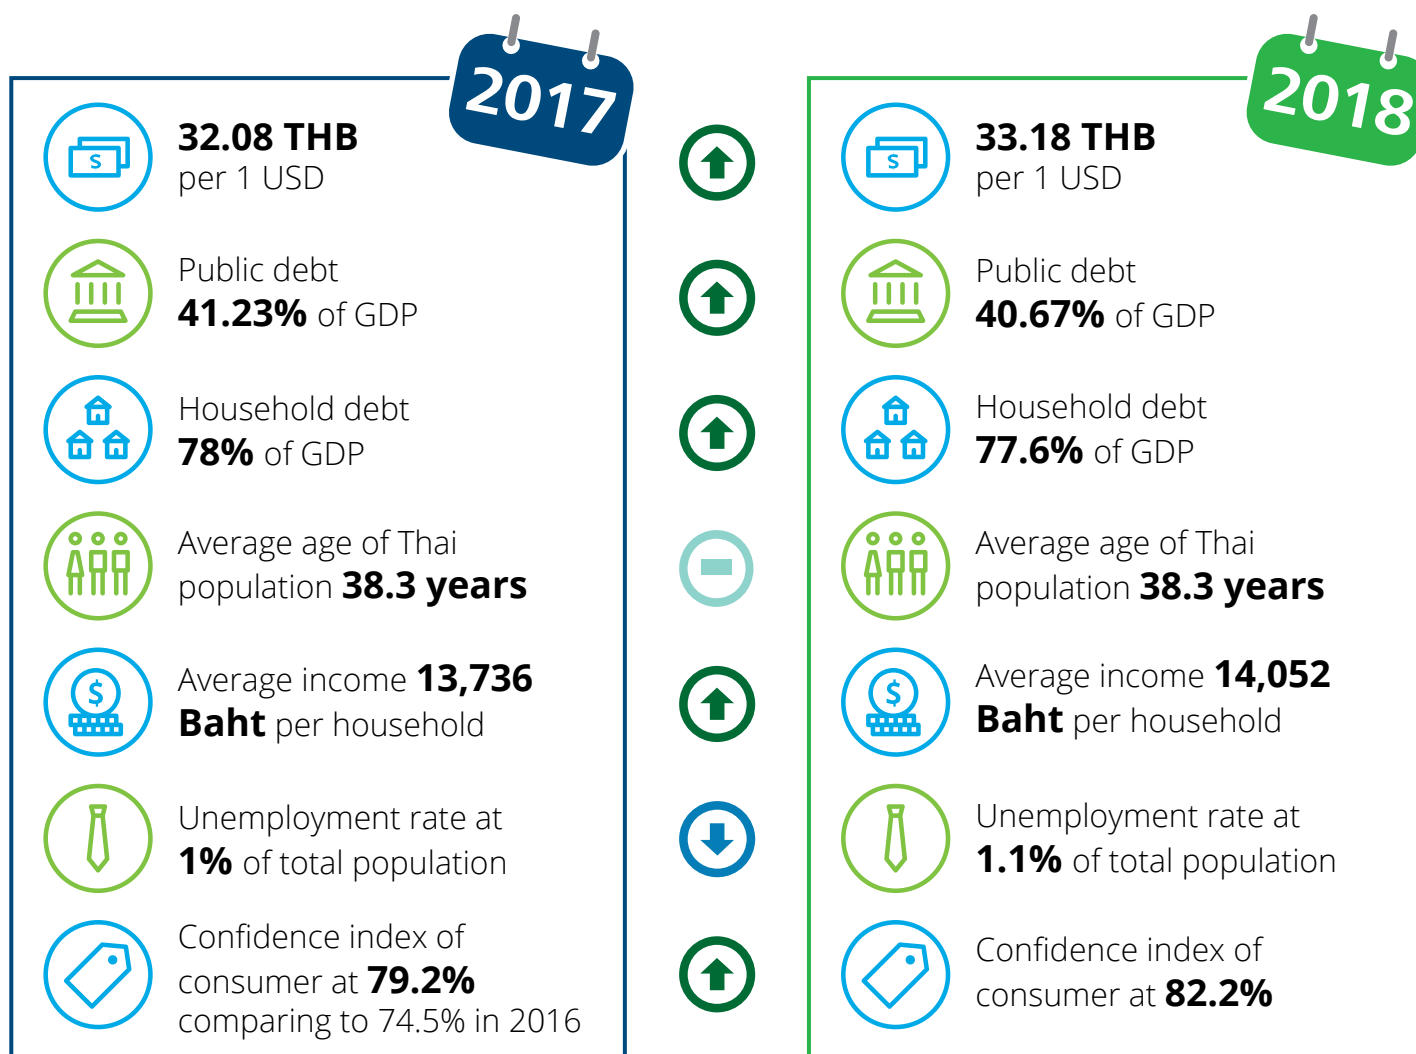 2017
32.08 THB
per 1 USD
Public debt
41.23% of GDP
Household debt
78% of GDP
Average age of Thai
population 38.3 years
Average income 13,736
Baht per household
Unemployment rate at
1% of total population
Confidence index of
consumer at 79.2%
comparing to 74.5% in 2016
2018
33.18 THB
per 1 USD
Public debt
40.67% of GDP
Household debt
77.6% of GDP
Average age of Thai
population 38.3 years
Average income 14,052
Baht per household
Unemployment rate at
1.1% of total population
Confidence index of
consumer at 82.2%